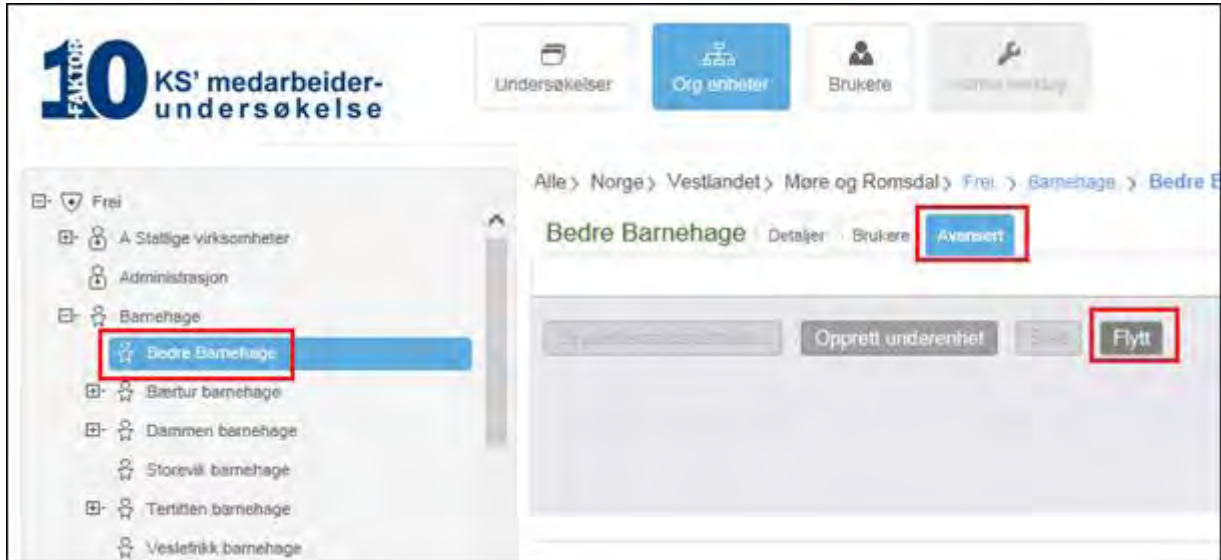 10 FAKTOR
KS' medarbeider-
undersøkelse
Undersøkelser
Org enheter
Brukere
Frei
A Statlige virksomheter
Administrasjon
Barnehage
Bedre Barnehage
Bærtur barnehage
Dammen barnehage
Storevik barnehage
Tertitten barnehage
Veslefrikk barnehage
Alle > Norge > Vestlandet > Møre og Romsdal > Frei > Barnehage > Bedre B
Bedre Barnehage Detaljer Brukere Avansert
Opprett underenhet Flytt